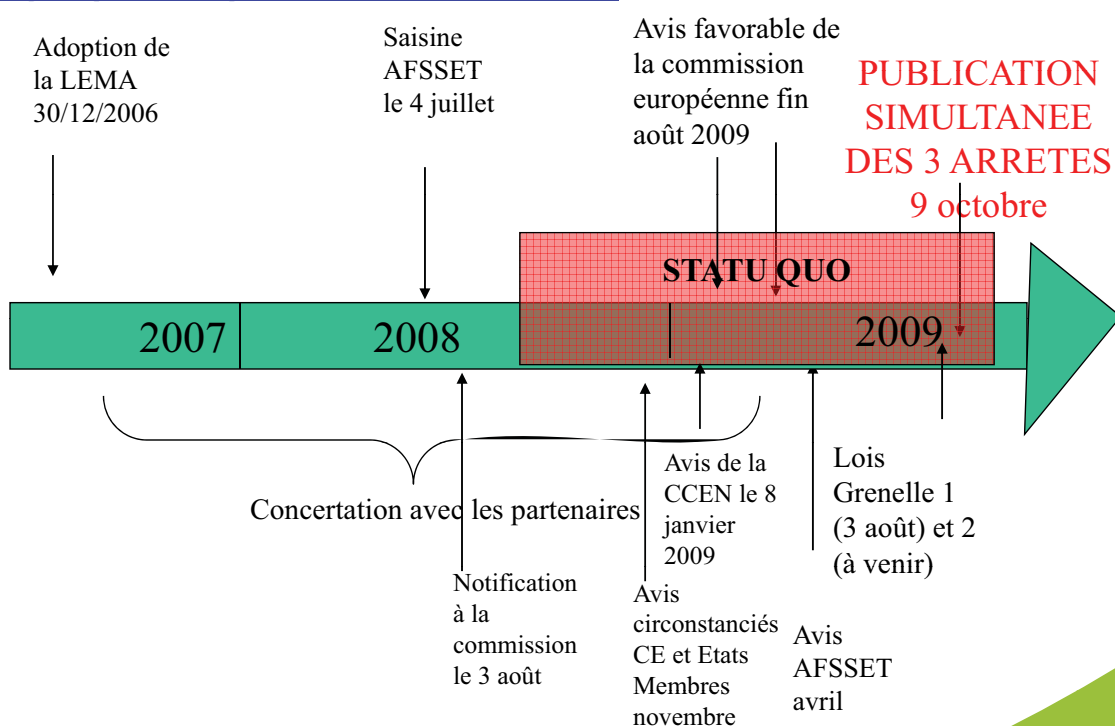 Adoption de
la LEMA
30/12/2006
Saisine
AFSSET
le 4 juillet
Avis favorable de
la commission
européenne fin
août 2009
PUBLICATION
SIMULTANEE
DES 3 ARRETES
9 octobre
STATU QUO
2007
2008
2009
Concertation avec les partenaires
Notification
à la
commission
le 3 août
Avis
circonstanciés
CE et Etats
Membres
novembre
Avis de la
CCEN le 8
janvier
2009
Avis
AFSSET
avril
Lois
Grenelle 1
(3 août) et 2
(à venir)